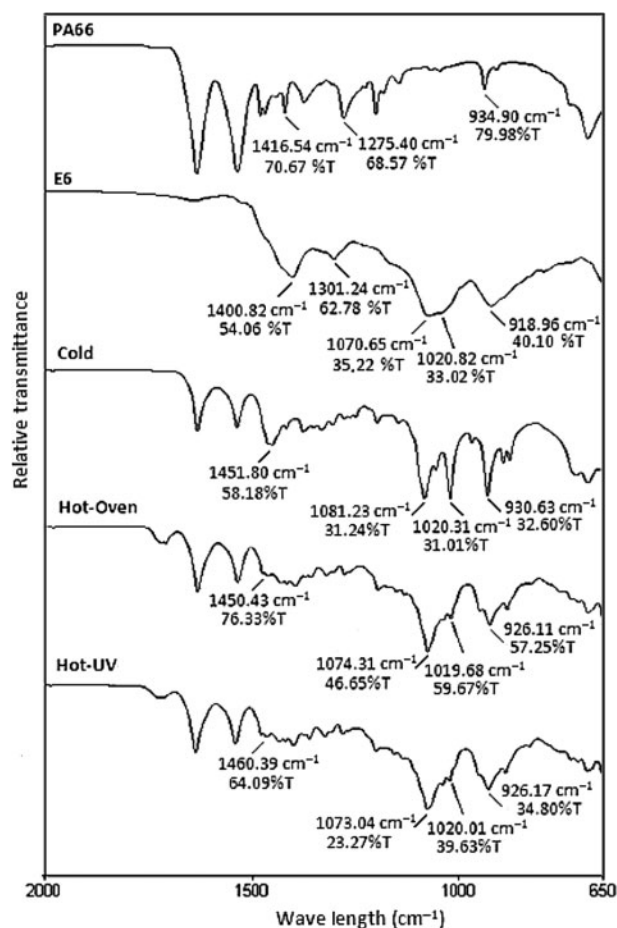 PA66
1416.54 cm⁻¹
70.67 %T
1275.40 cm⁻¹
68.57 %T
934.90 cm⁻¹
79.98%T
E6
1400.82 cm⁻¹
54.06 %T
1301.24 cm⁻¹
62.78 %T
1070.65 cm⁻¹
35.22 %T
1020.82 cm⁻¹
33.02 %T
918.96 cm⁻¹
40.10 %T
Cold
1451.80 cm⁻¹
58.18%T
1081.23 cm⁻¹
31.24%T
1020.31 cm⁻¹
31.01%T
930.63 cm⁻¹
32.60%T
Hot-Oven
1450.43 cm⁻¹
76.33%T
1074.31 cm⁻¹
46.65%T
1019.68 cm⁻¹
59.67%T
926.11 cm⁻¹
57.25%T
Hot-UV
1460.39 cm⁻¹
64.09%T
1073.04 cm⁻¹
23.27%T
1020.01 cm⁻¹
39.63%T
926.17 cm⁻¹
34.80%T
Relative transmittance
2000
1500
1000
650
Wave length (cm⁻¹)